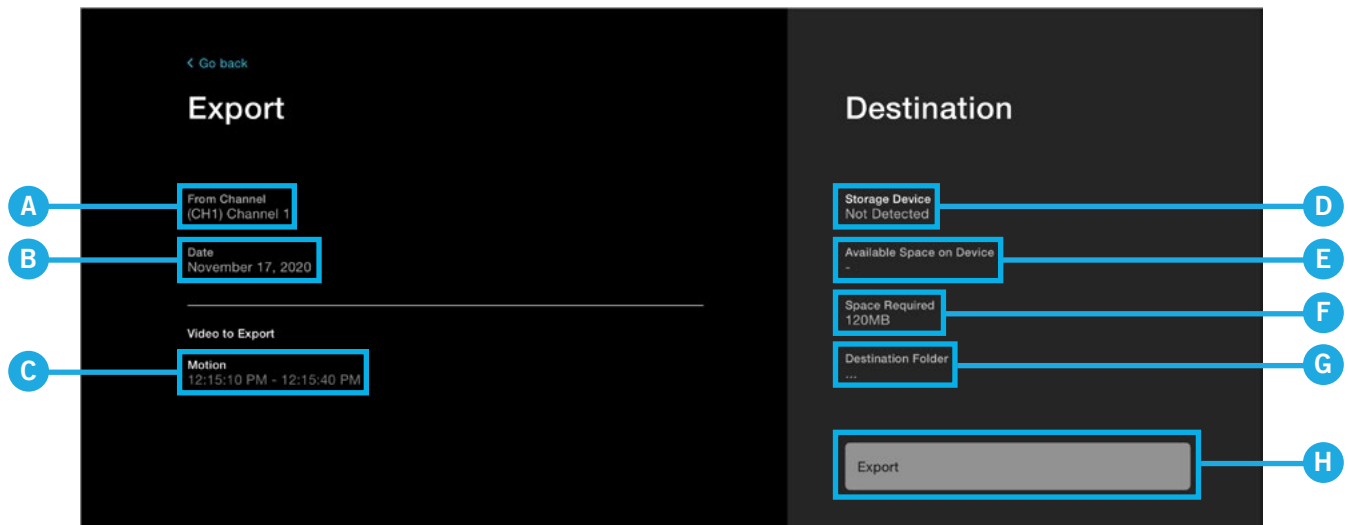 < Go back
Export
A
From Channel
(CH1) Channel 1
B
Date
November 17, 2020
Video to Export
C
Motion
12:15:10 PM - 12:15:40 PM
Destination
Storage Device
Not Detected
D
Available Space on Device
-
E
Space Required
120MB
F
Destination Folder
...
G
Export
H